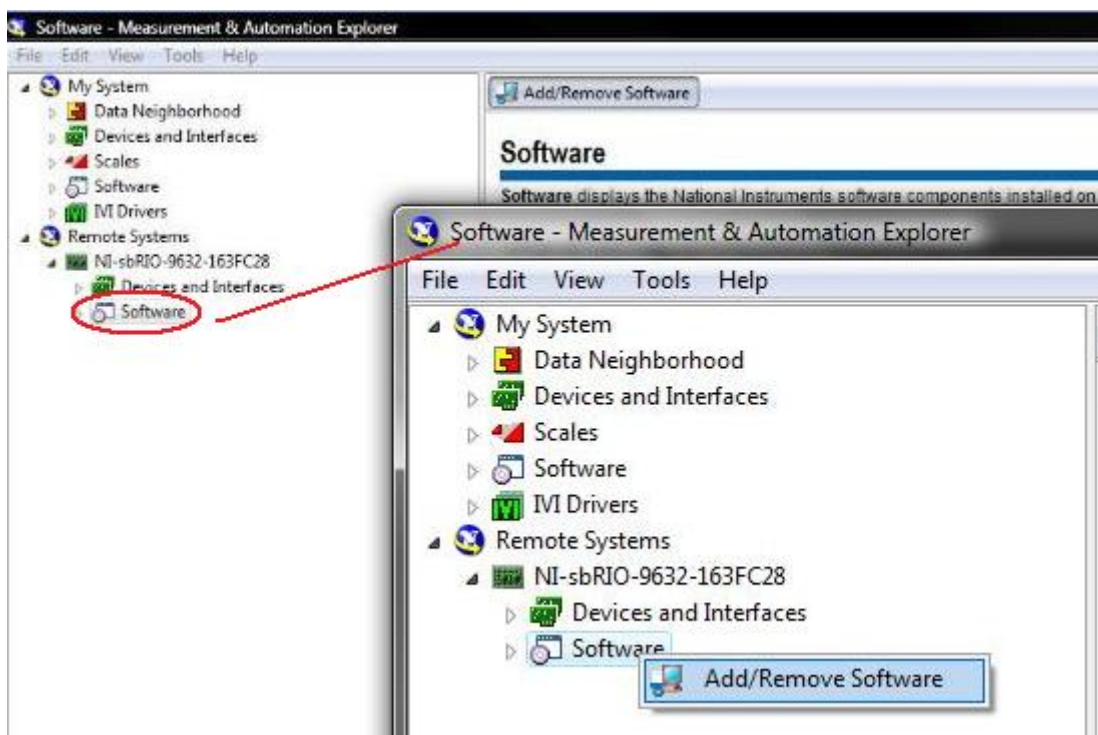 Software - Measurement & Automation Explorer
File Edit View Tools Help
My System
Data Neighborhood
Devices and Interfaces
Scales
Software
IVI Drivers
Remote Systems
NI-sbRIO-9632-163FC28
Devices and Interfaces
Software
Add/Remove Software
Software
Software displays the National Instruments software components installed on
Software - Measurement & Automation Explorer
File Edit View Tools Help
My System
Data Neighborhood
Devices and Interfaces
Scales
Software
IVI Drivers
Remote Systems
NI-sbRIO-9632-163FC28
Devices and Interfaces
Software
Add/Remove Software